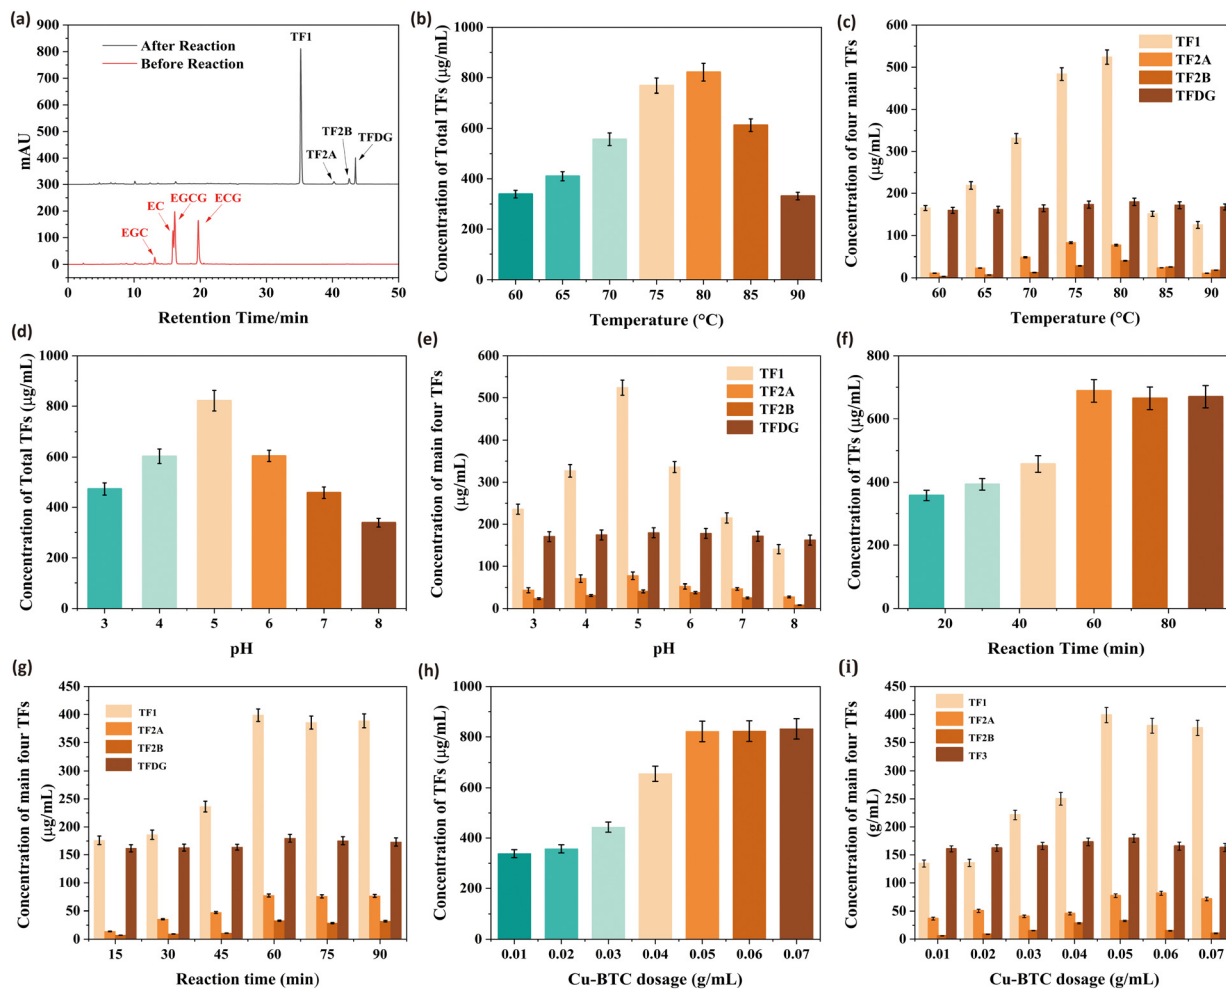 (a)
900
800
700
600
500
400
300
200
100
0
mAU
After Reaction
Before Reaction
TF1
TF2B
TFDG
TF2A
EGCG
EC
ECG
EGC
0
10
20
30
40
50
Retention Time/min
(b)
1000
800
600
400
200
0
Concentration of Total TFs (μg/mL)
60
65
70
75
80
85
90
Temperature (°C)
(c)
600
500
400
300
200
100
0
Concentration of four main TFs
(μg/mL)
TF1
TF2A
TF2B
TFDG
60
65
70
75
80
85
90
Temperature (°C)
(d)
1000
800
600
400
200
0
Concentration of Total TFs (μg/mL)
3
4
5
6
7
8
pH
(e)
600
500
400
300
200
100
0
Concentration of main four TFs
(μg/mL)
TF1
TF2A
TF2B
TFDG
3
4
5
6
7
8
pH
(f)
800
600
400
200
0
Concentration of TFs (μg/mL)
20
40
60
80
Reaction Time (min)
(g)
450
400
350
300
250
200
150
100
50
0
Concentration of main four TFs
(μg/mL)
TF1
TF2A
TF2B
TFDG
15
30
45
60
75
90
Reaction time (min)
(h)
1000
800
600
400
200
0
Concentration of TFs (μg/mL)
0.01
0.02
0.03
0.04
0.05
0.06
0.07
Cu-BTC dosage (g/mL)
(i)
450
400
350
300
250
200
150
100
50
0
Concentration of main four TFs
(g/mL)
TF1
TF2A
TF2B
TF3
0.01
0.02
0.03
0.04
0.05
0.06
0.07
Cu-BTC dosage (g/mL)